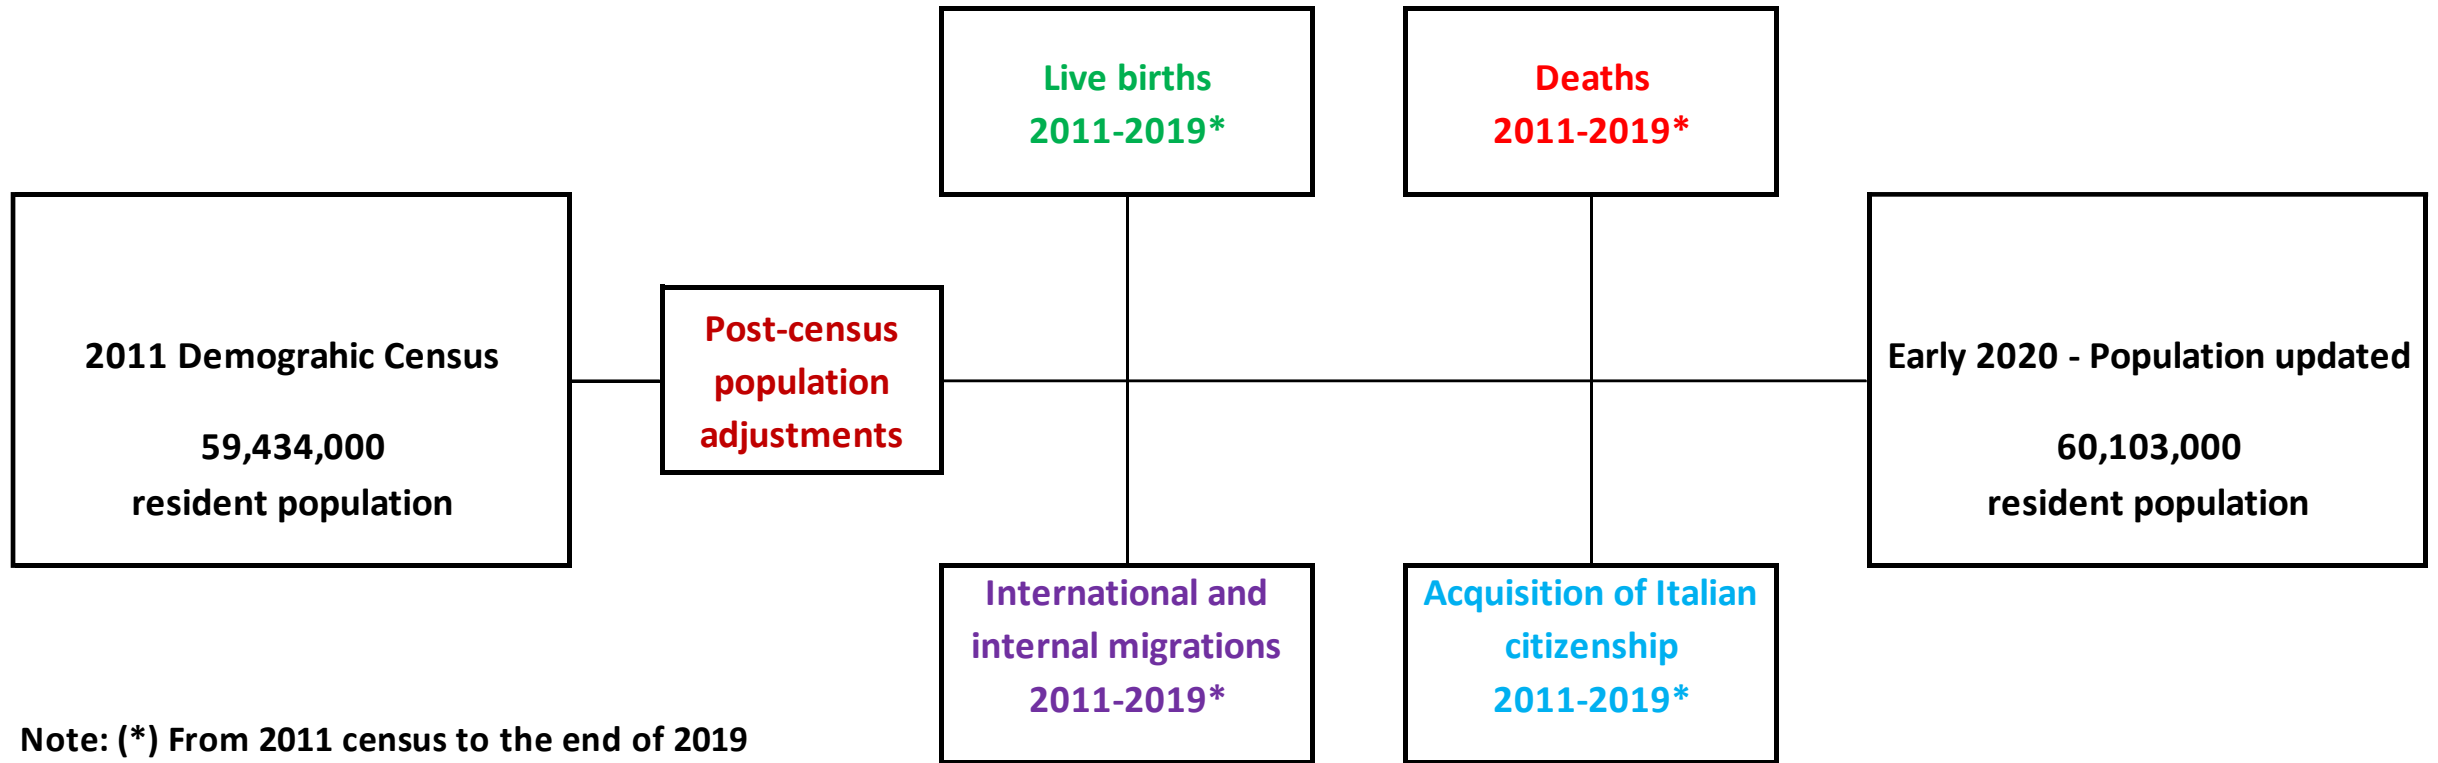 Live births
2011-2019*
Deaths
2011-2019*
2011 Demograhic Census
59,434,000
resident population
Post-census
population
adjustments
Early 2020 - Population updated
60,103,000
resident population
International and
internal migrations
2011-2019*
Acquisition of Italian
citizenship
2011-2019*
Note: (*) From 2011 census to the end of 2019